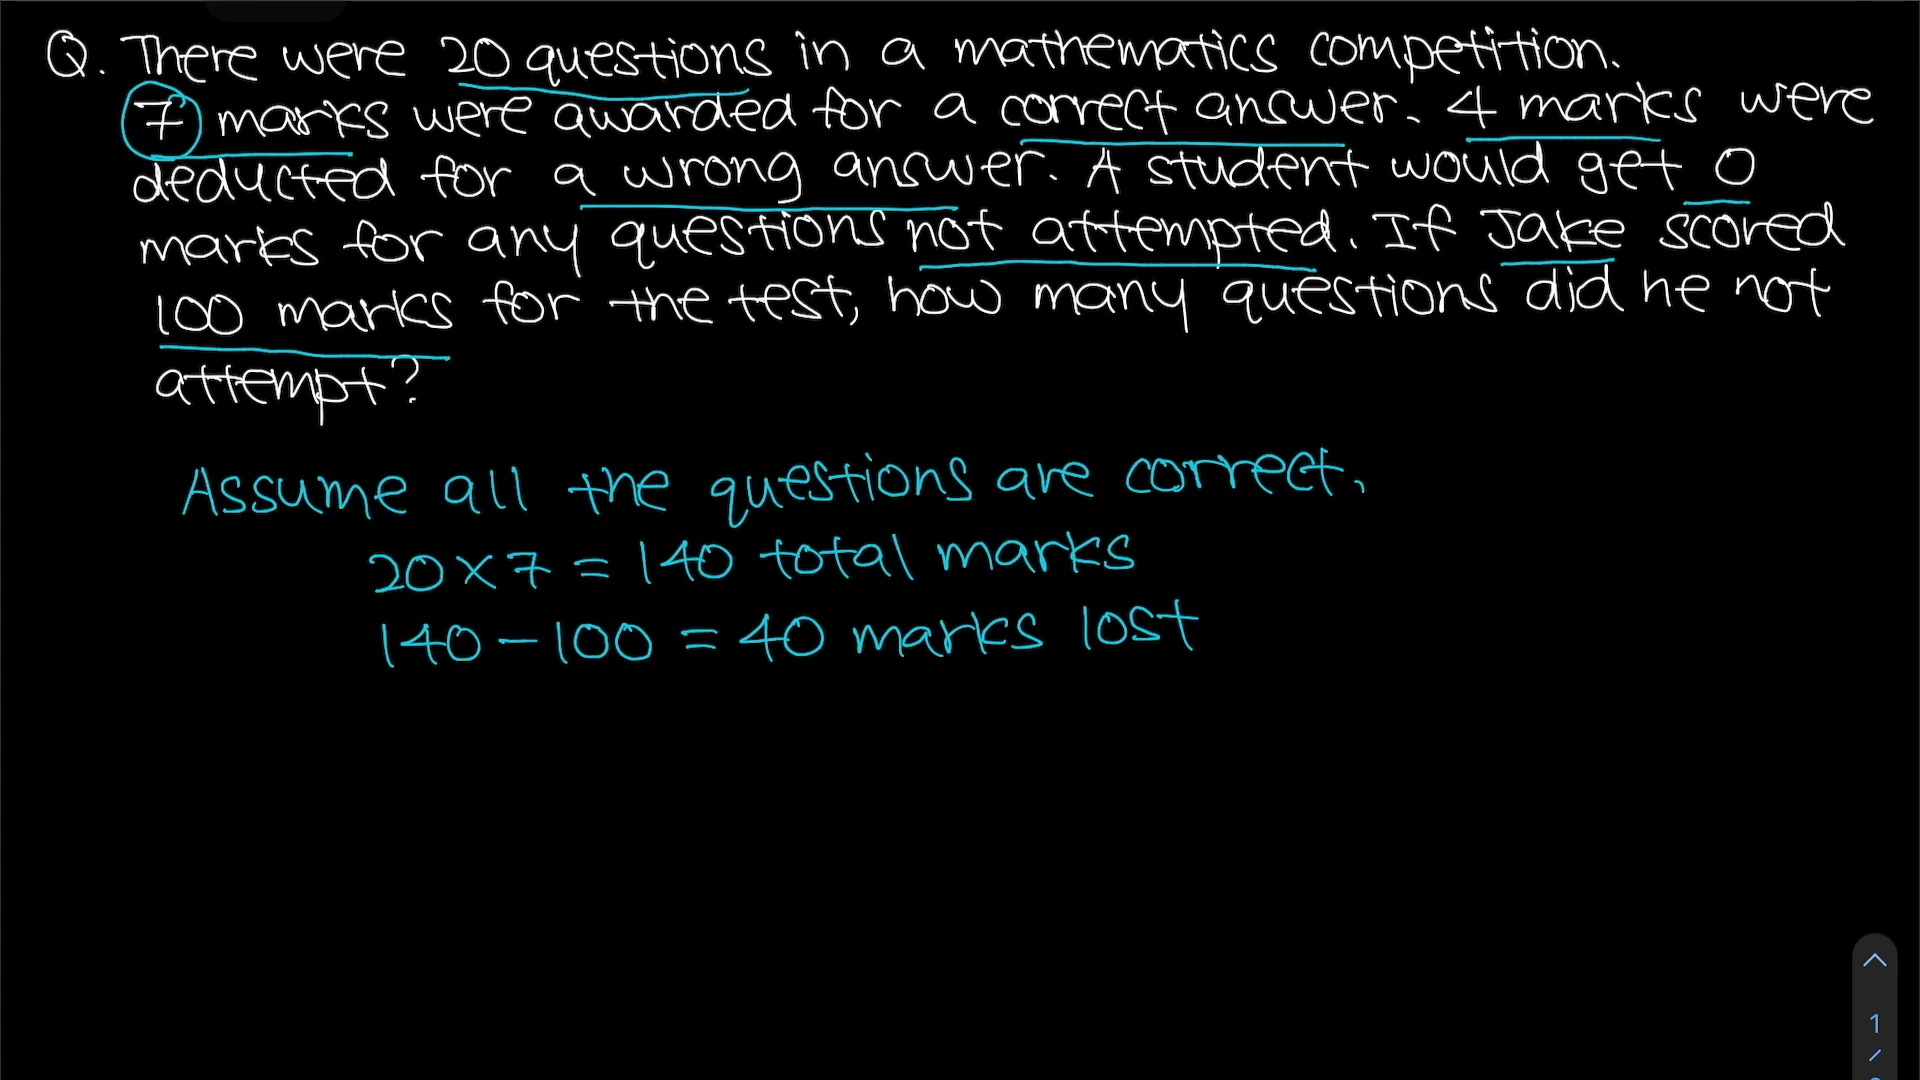 Q. There were 20 questions in a mathematics competition.
7 marks were awarded for a correct answer. 4 marks were
deducted for a wrong answer. A student would get 0
marks for any questions not attempted. If Jake scored
100 marks for the test, how many questions did he not
attempt?
Assume all the questions are correct.
20 × 7 = 140 total marks
140 - 100 = 40 marks lost
1
/